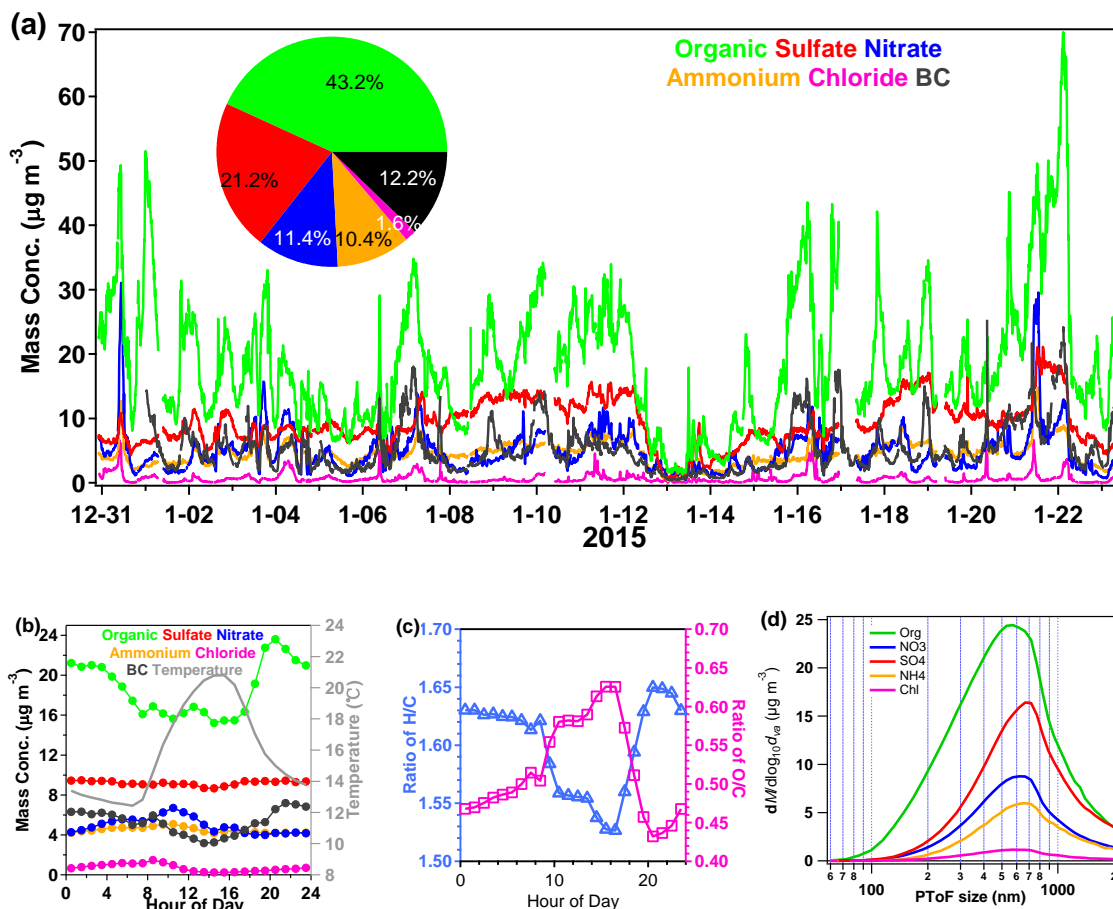 (a)
70
60
50
40
30
20
10
0
Mass Conc. (µg m⁻³)
Organic Sulfate Nitrate
Ammonium Chloride BC
43.2%
21.2%
11.4%
10.4%
1.6%
12.2%
12-31 1-02 1-04 1-06 1-08 1-10 1-12 1-14 1-16 1-18 1-20 1-22
2015
(b)
Organic Sulfate Nitrate
Ammonium Chloride
BC Temperature
24
20
16
12
8
4
0
Mass Conc. (µg m⁻³)
24
22
20
18
16
14
12
10
8
Temperature (℃)
0 4 8 12 16 20 24
Hour of Day
(c)
1.70
1.65
1.60
1.55
1.50
Ratio of H/C
0.70
0.65
0.60
0.55
0.50
0.45
0.40
Ratio of O/C
0 10 20
Hour of Day
(d)
25
20
15
10
5
0
dM/dlog₁₀dva (µg m⁻³)
Org
NO3
SO4
NH4
Chl
6 7 8 100 2 3 4 5 6 7 8 1000 2
PToF size (nm)